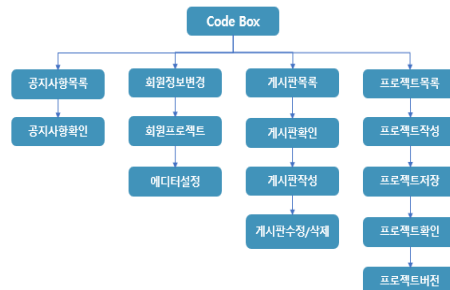 Code Box
공지사항목록
회원정보변경
게시판목록
프로젝트목록
공지사항확인
회원프로젝트
게시판확인
프로젝트작성
에디터설정
게시판작성
프로젝트저장
게시판수정/삭제
프로젝트확인
프로젝트버전